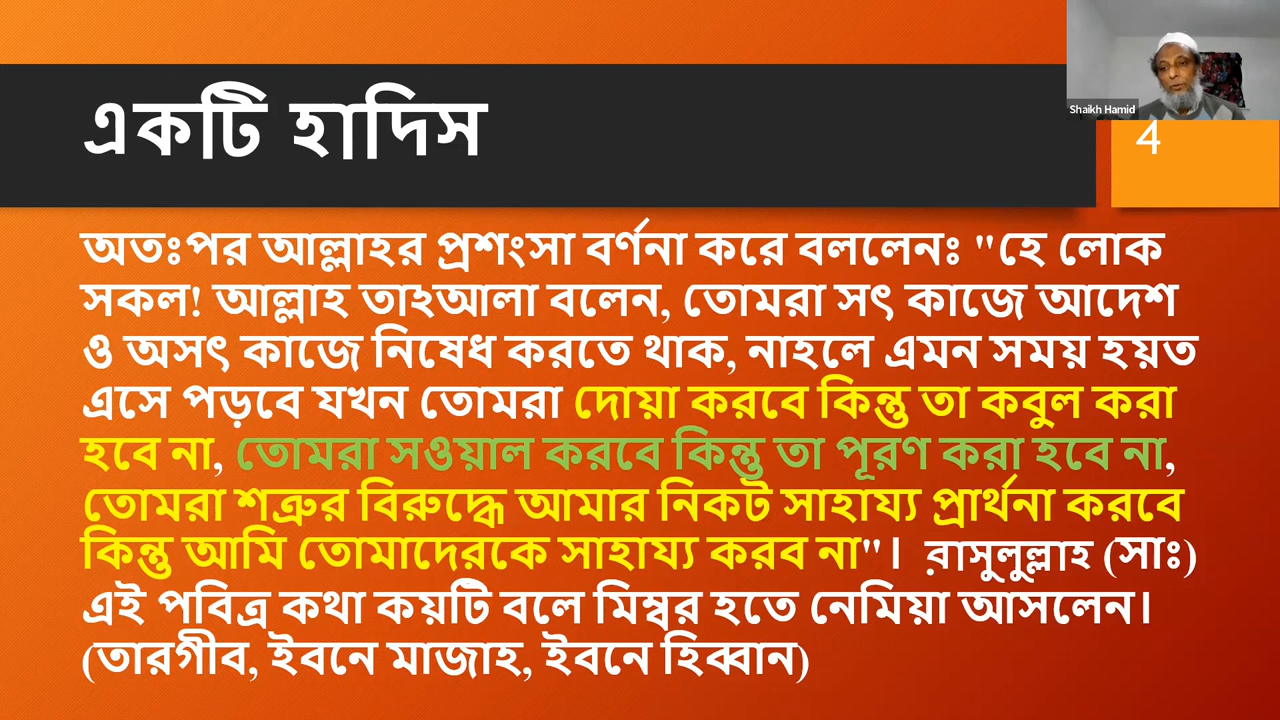 Shaikh Hamid
একটি হাদিস
4
অতঃপর আল্লাহর প্রশংসা বর্ণনা করে বললেনঃ "হে লোক
সকল! আল্লাহ তাঽআলা বলেন, তোমরা সৎ কাজে আদেশ
ও অসৎ কাজে নিষেধ করতে থাক, নাহলে এমন সময় হয়ত
এসে পড়বে যখন তোমরা দোয়া করবে কিন্তু তা কবুল করা
হবে না, তোমরা সওয়াল করবে কিন্তু তা পূরণ করা হবে না,
তোমরা শত্রুর বিরুদ্ধে আমার নিকট সাহায্য প্রার্থনা করবে
কিন্তু আমি তোমাদেরকে সাহায্য করব না"। রাসুলুল্লাহ (সাঃ)
এই পবিত্র কথা কয়টি বলে মিম্বর হতে নেমিয়া আসলেন।
(তারগীব, ইবনে মাজাহ, ইবনে হিব্বান)